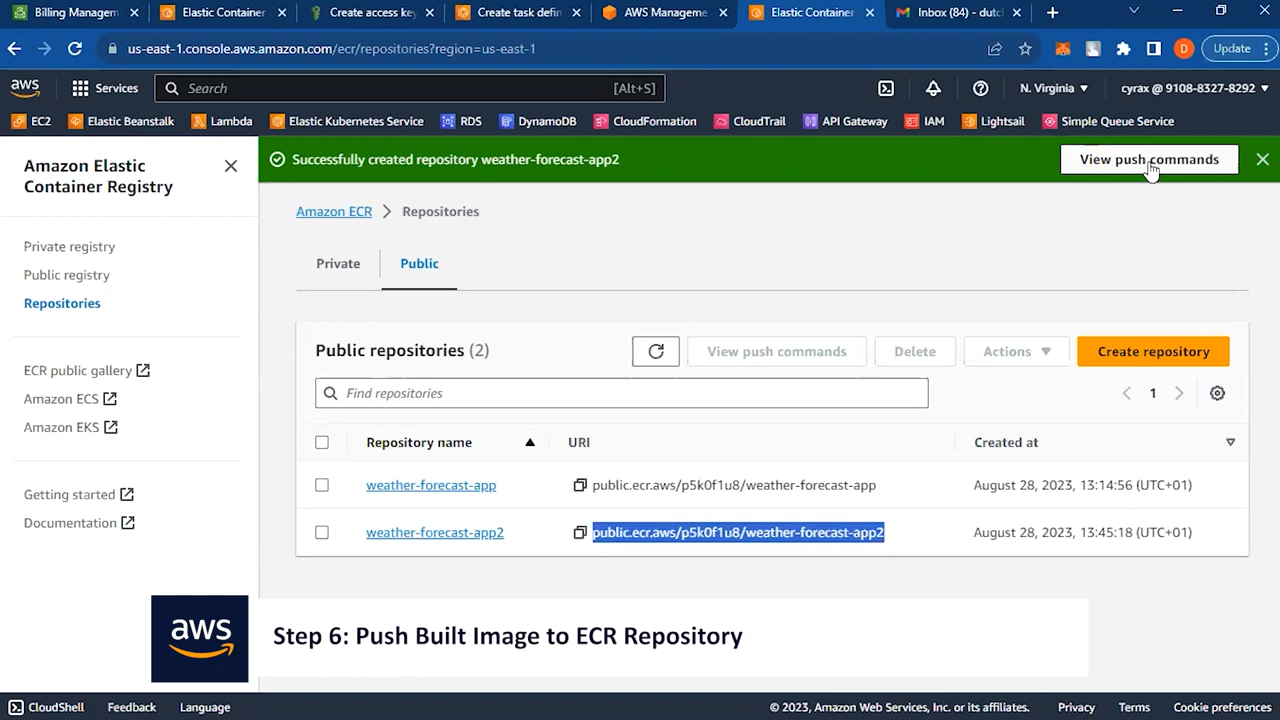 Billing Management
Elastic Container
Create access key
Create task defin
AWS Manageme
Elastic Container
Inbox (84) - dutch
us-east-1.console.aws.amazon.com/ecr/repositories?region=us-east-1
D
Update
aws
Services
Search
[Alt+S]
N. Virginia
cyrax @ 9108-8327-8292
EC2
Elastic Beanstalk
Lambda
Elastic Kubernetes Service
RDS
DynamoDB
CloudFormation
CloudTrail
API Gateway
IAM
Lightsail
Simple Queue Service
Amazon Elastic
Container Registry
Successfully created repository weather-forecast-app2
View push commands
Amazon ECR > Repositories
Private registry
Public registry
Repositories
ECR public gallery
Amazon ECS
Amazon EKS
Getting started
Documentation
Private
Public
Public repositories (2)
View push commands
Delete
Actions
Create repository
Find repositories
1
Repository name
URI
Created at
weather-forecast-app
public.ecr.aws/p5k0f1u8/weather-forecast-app
August 28, 2023, 13:14:56 (UTC+01)
weather-forecast-app2
public.ecr.aws/p5k0f1u8/weather-forecast-app2
August 28, 2023, 13:45:18 (UTC+01)
aws
Step 6: Push Built Image to ECR Repository
CloudShell
Feedback
Language
© 2023, Amazon Web Services, Inc. or its affiliates.
Privacy
Terms
Cookie preferences